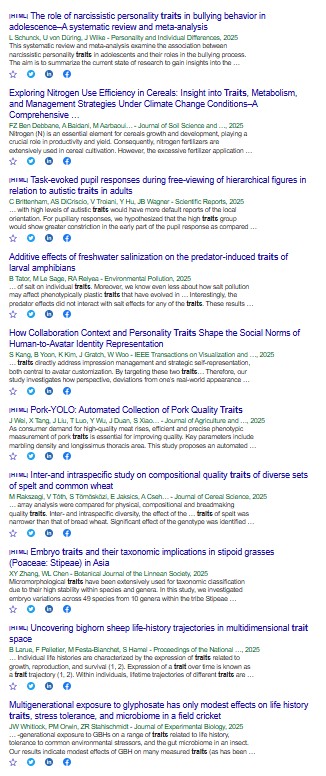 [HTML] The role of narcissistic personality traits in bullying behavior in
adolescence–A systematic review and meta-analysis
L Schunck, U von Düring, J Wilke - Personality and Individual Differences, 2025
This systematic review and meta-analysis examine the association between
narcissistic personality traits in adolescents and their roles in the bullying process.
The aim is to summarize the current state of research to gain insights into the …
Exploring Nitrogen Use Efficiency in Cereals: Insight into Traits, Metabolism,
and Management Strategies Under Climate Change Conditions–A
Comprehensive …
FZ Ben Debbane, A Baidani, M Aarbaoui… - Journal of Soil Science and …, 2025
Nitrogen (N) is an essential element for cereals growth and development, playing a
crucial role in productivity and yield. Consequently, nitrogen fertilizers are
extensively used in cereal cultivation. However, the excessive fertilizer application …
[HTML] Task-evoked pupil responses during free-viewing of hierarchical figures in
relation to autistic traits in adults
C Brittenham, AS DiCriscio, V Troiani, Y Hu, JB Wagner - Scientific Reports, 2025
… with high levels of autistic traits would have more default reports of the local
orientation. For pupillary responses, we hypothesized that the high traits group
would show greater constriction in the early part of the pupil response as compared …
Additive effects of freshwater salinization on the predator-induced traits of
larval amphibians
B Tator, M Le Sage, RA Relyea - Environmental Pollution, 2025
… of salt on individual traits. Moreover, we know even less about how salt pollution
may affect phenotypically plastic traits that have evolved in … Interestingly, the
predator effects did not interact with salt effects for any of the traits. These results …
How Collaboration Context and Personality Traits Shape the Social Norms of
Human-to-Avatar Identity Representation
S Kang, B Yoon, K Kim, J Gratch, W Woo - IEEE Transactions on Visualization and …, 2025
… traits directly address impression management and strategic self-representation,
both central to avatar customization. By targeting these two traits… Therefore, our
study investigates how perspective, deviations from one's real-world appearance …
[HTML] Pork-YOLO: Automated Collection of Pork Quality Traits
J Wei, X Tang, J Liu, T Luo, Y Wu, J Duan, S Xiao… - Journal of Agriculture and …, 2025
As consumer demand for high-quality meat rises, efficient and precise phenotypic
measurement of pork traits is essential for improving quality. Key parameters include
marbling density and longissimus thoracis area. This study proposes an automated …
[HTML] Inter-and intraspecific study on compositional quality traits of diverse sets
of spelt and common wheat
M Rakszegi, V Tóth, S Tömösközi, E Jaksics, A Cseh… - Journal of Cereal Science, 2025
… array analysis were compared for physical, compositional and breadmaking
quality traits. Inter- and intraspecific diversity, the effect of the … traits of spelt was
narrower than that of bread wheat. Significant effect of the genotype was identified …
[HTML] Embryo traits and their taxonomic implications in stipoid grasses
(Poaceae: Stipeae) in Asia
XY Zhang, WL Chen - Botanical Journal of the Linnean Society, 2025
Micromorphological traits have been extensively used for taxonomic classification
due to their high stability within species and genera. In this study, we investigated
embryo variations across 49 species from 10 genera within the tribe Stipeae …
[HTML] Uncovering bighorn sheep life-history trajectories in multidimensional trait
space
B Larue, F Pelletier, M Festa-Bianchet, S Hamel - Proceedings of the National …, 2025
… Individual life histories are characterized by the expression of traits related to
growth, reproduction, and survival (1, 2). Expression of a trait over time is known as
a trait trajectory (1, 2). Within individuals, lifetime trajectories of different traits are …
Multigenerational exposure to glyphosate has only modest effects on life history
traits, stress tolerance, and microbiome in a field cricket
JW Whitlock, PM Orwin, ZR Stahlschmidt - Journal of Experimental Biology, 2025
… -generational exposure to GBHs on a range of traits related to life history,
tolerance to common environmental stressors, and the gut microbiome in an insect.
Our results indicate modest effects of GBH on many measured traits (as has been …